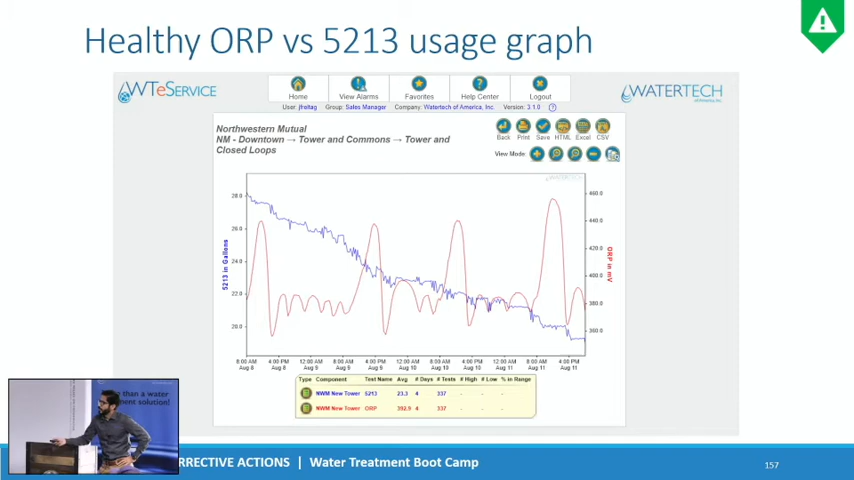 Healthy ORP vs 5213 usage graph
WTeSERVICE
Home
View Alarms
Favorites
Help Center
Logout
WATERTECH
User: jfreitag Group: Sales Manager Company: Watertech of America, Inc. Version: 3.1.0 ?
Northwestern Mutual
NM - Downtown → Tower and Commons → Tower and
Closed Loops
Back Print Save HTML Excel CSV
View Mode:
WATERTECH
28.0
26.0
24.0
22.0
20.0
5213 in Gallons
460.0
440.0
420.0
400.0
380.0
360.0
ORP in mV
8:00 AM 4:00 PM 12:00 AM 8:00 AM 4:00 PM 12:00 AM 8:00 AM 4:00 PM 12:00 AM 8:00 AM 4:00 PM
Aug 8 Aug 8 Aug 9 Aug 9 Aug 9 Aug 10 Aug 10 Aug 10 Aug 11 Aug 11 Aug 11
Type Component Test Name Avg # Days # Tests # High # Low % in Range
NWM New Tower 5213 23.3 4 337 - - -
NWM New Tower ORP 392.9 4 337 - - -
e than a water
ment solution!
RRECTIVE ACTIONS | Water Treatment Boot Camp
157